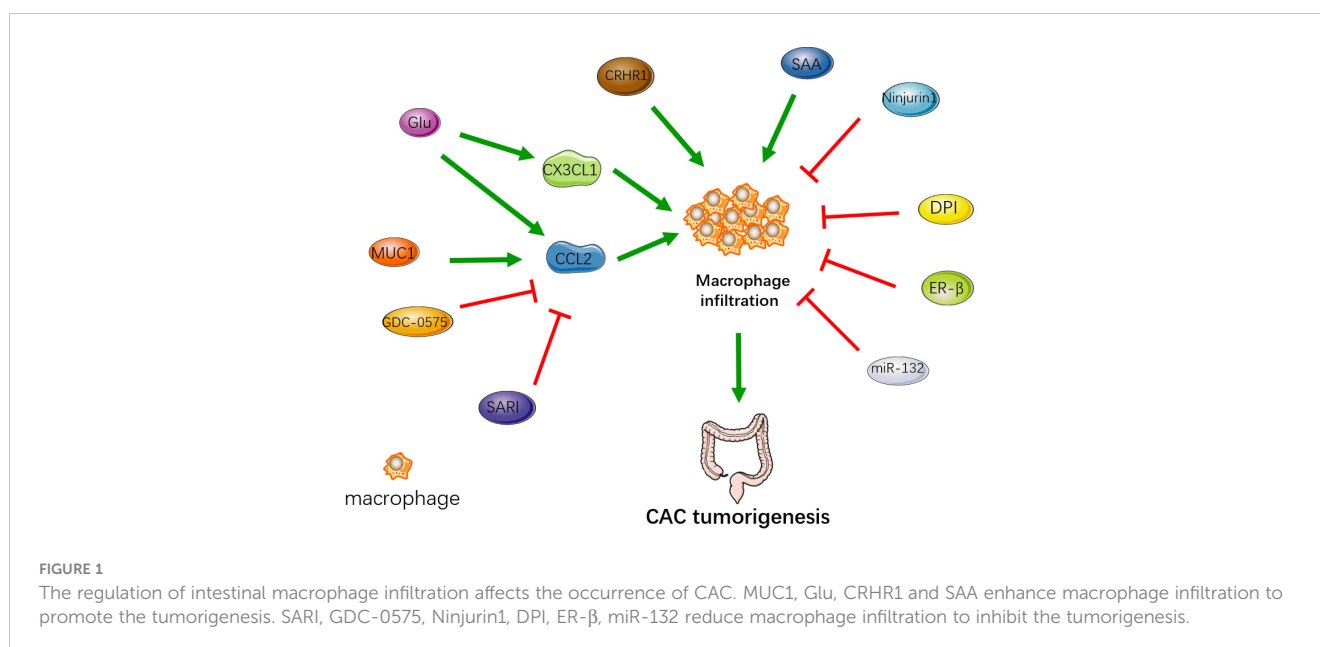 CRHR1
SAA
Ninjurin1
Glu
CX3CL1
DPI
MUC1
CCL2
Macrophage
infiltration
ER-β
GDC-0575
miR-132
SARI
macrophage
CAC tumorigenesis
FIGURE 1
The regulation of intestinal macrophage infiltration affects the occurrence of CAC. MUC1, Glu, CRHR1 and SAA enhance macrophage infiltration to
promote the tumorigenesis. SARI, GDC-0575, Ninjurin1, DPI, ER-β, miR-132 reduce macrophage infiltration to inhibit the tumorigenesis.